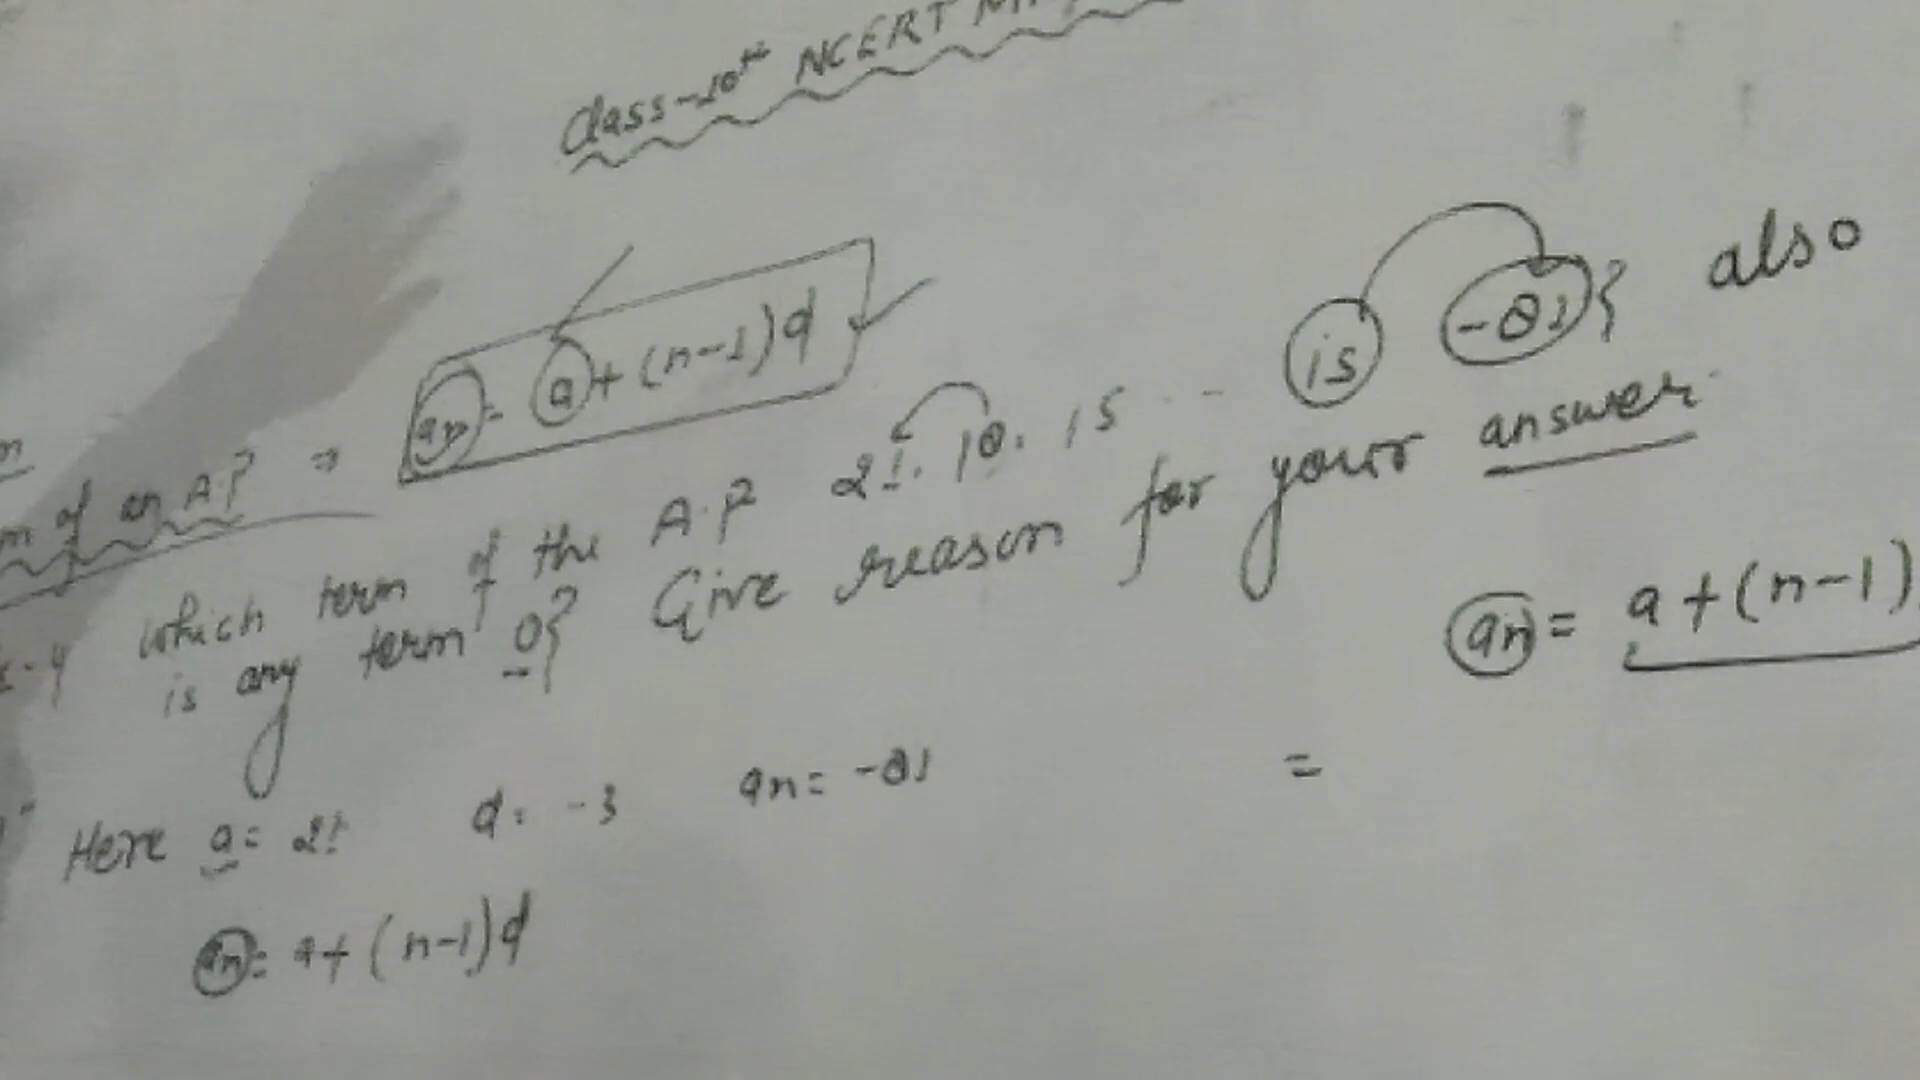 Class-10th NCERT
of an A.P ⇒ an = a + (n-1)d
which term of the A.P 21, 18, 15 ... is -81? also
is any term 0? Give reason for your answer.
an = a + (n-1)
Here a = 21 d = -3 an = -81 =
an = a + (n-1)d